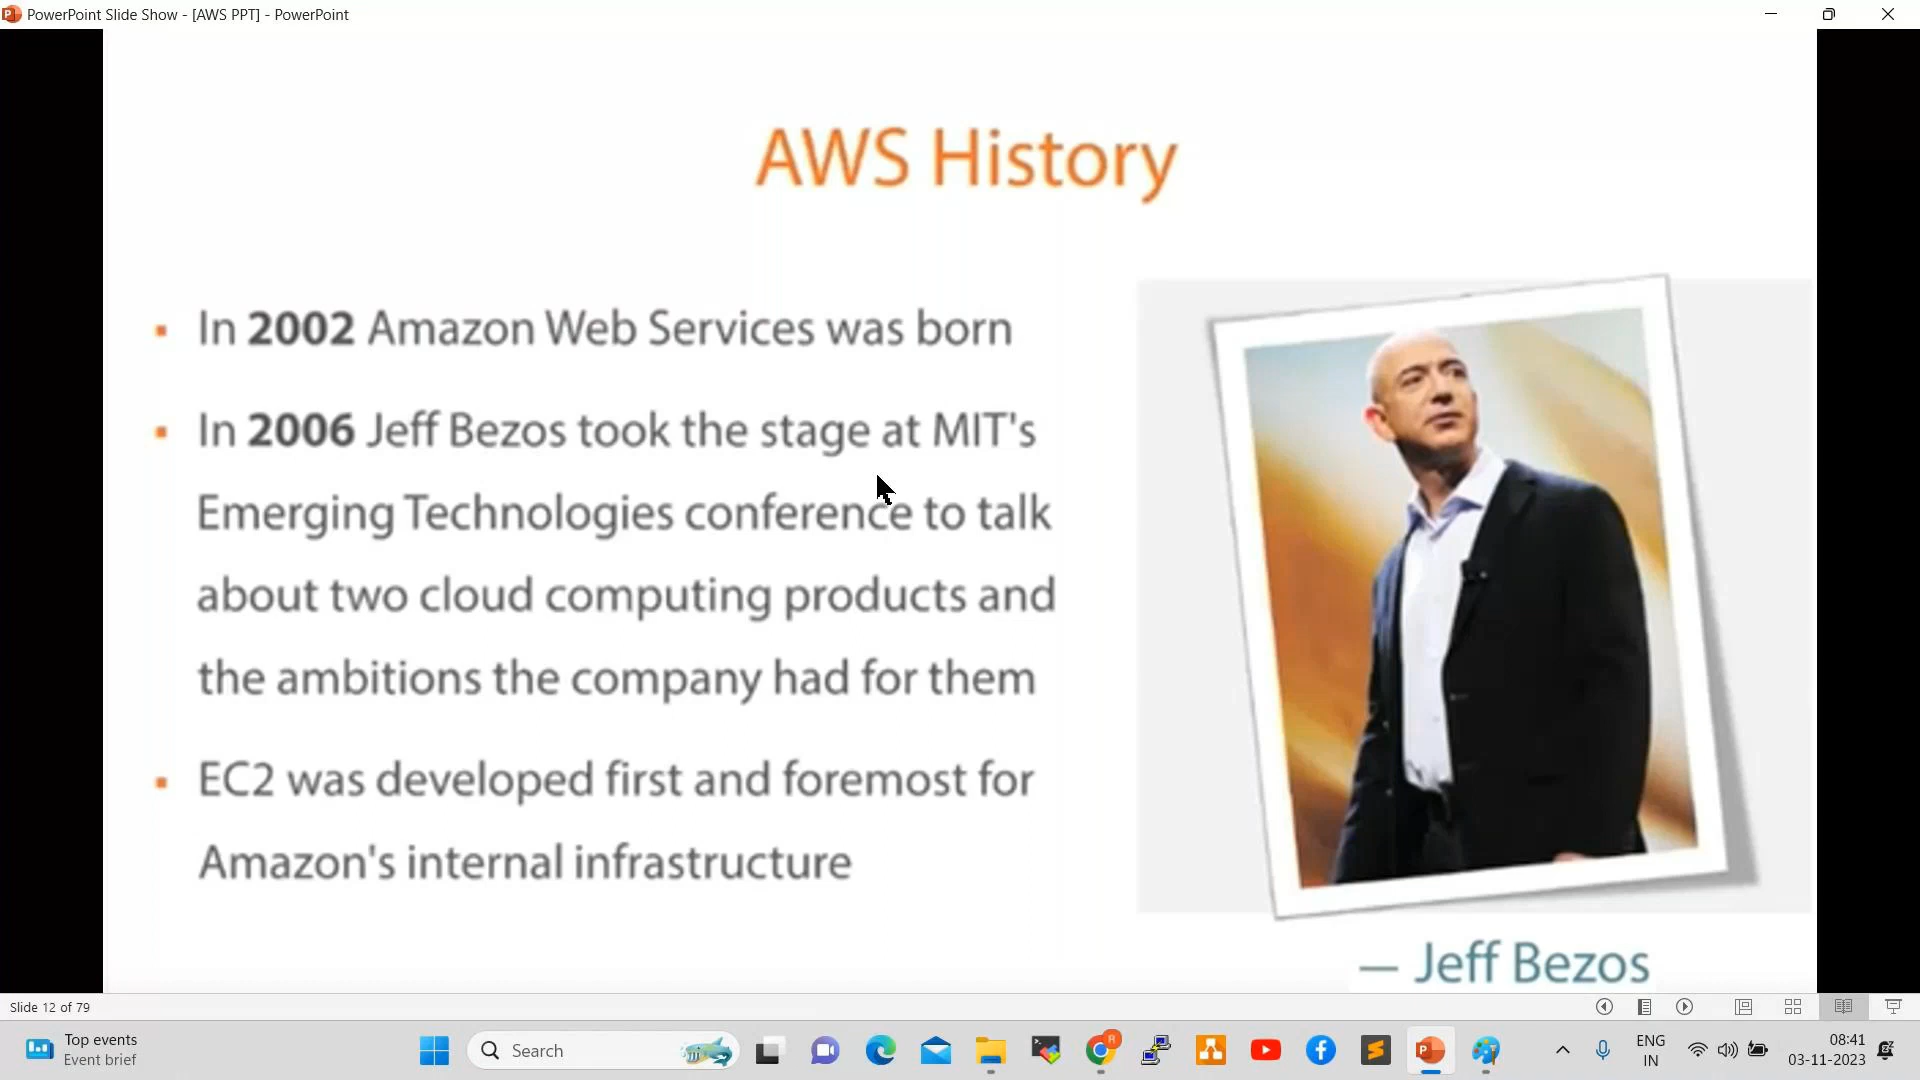 PowerPoint Slide Show - [AWS PPT] - PowerPoint
AWS History
In 2002 Amazon Web Services was born
In 2006 Jeff Bezos took the stage at MIT's
Emerging Technologies conference to talk
about two cloud computing products and
the ambitions the company had for them
EC2 was developed first and foremost for
Amazon's internal infrastructure
— Jeff Bezos
Slide 12 of 79
Top events
Event brief
Search
R
ENG
IN
08:41
03-11-2023